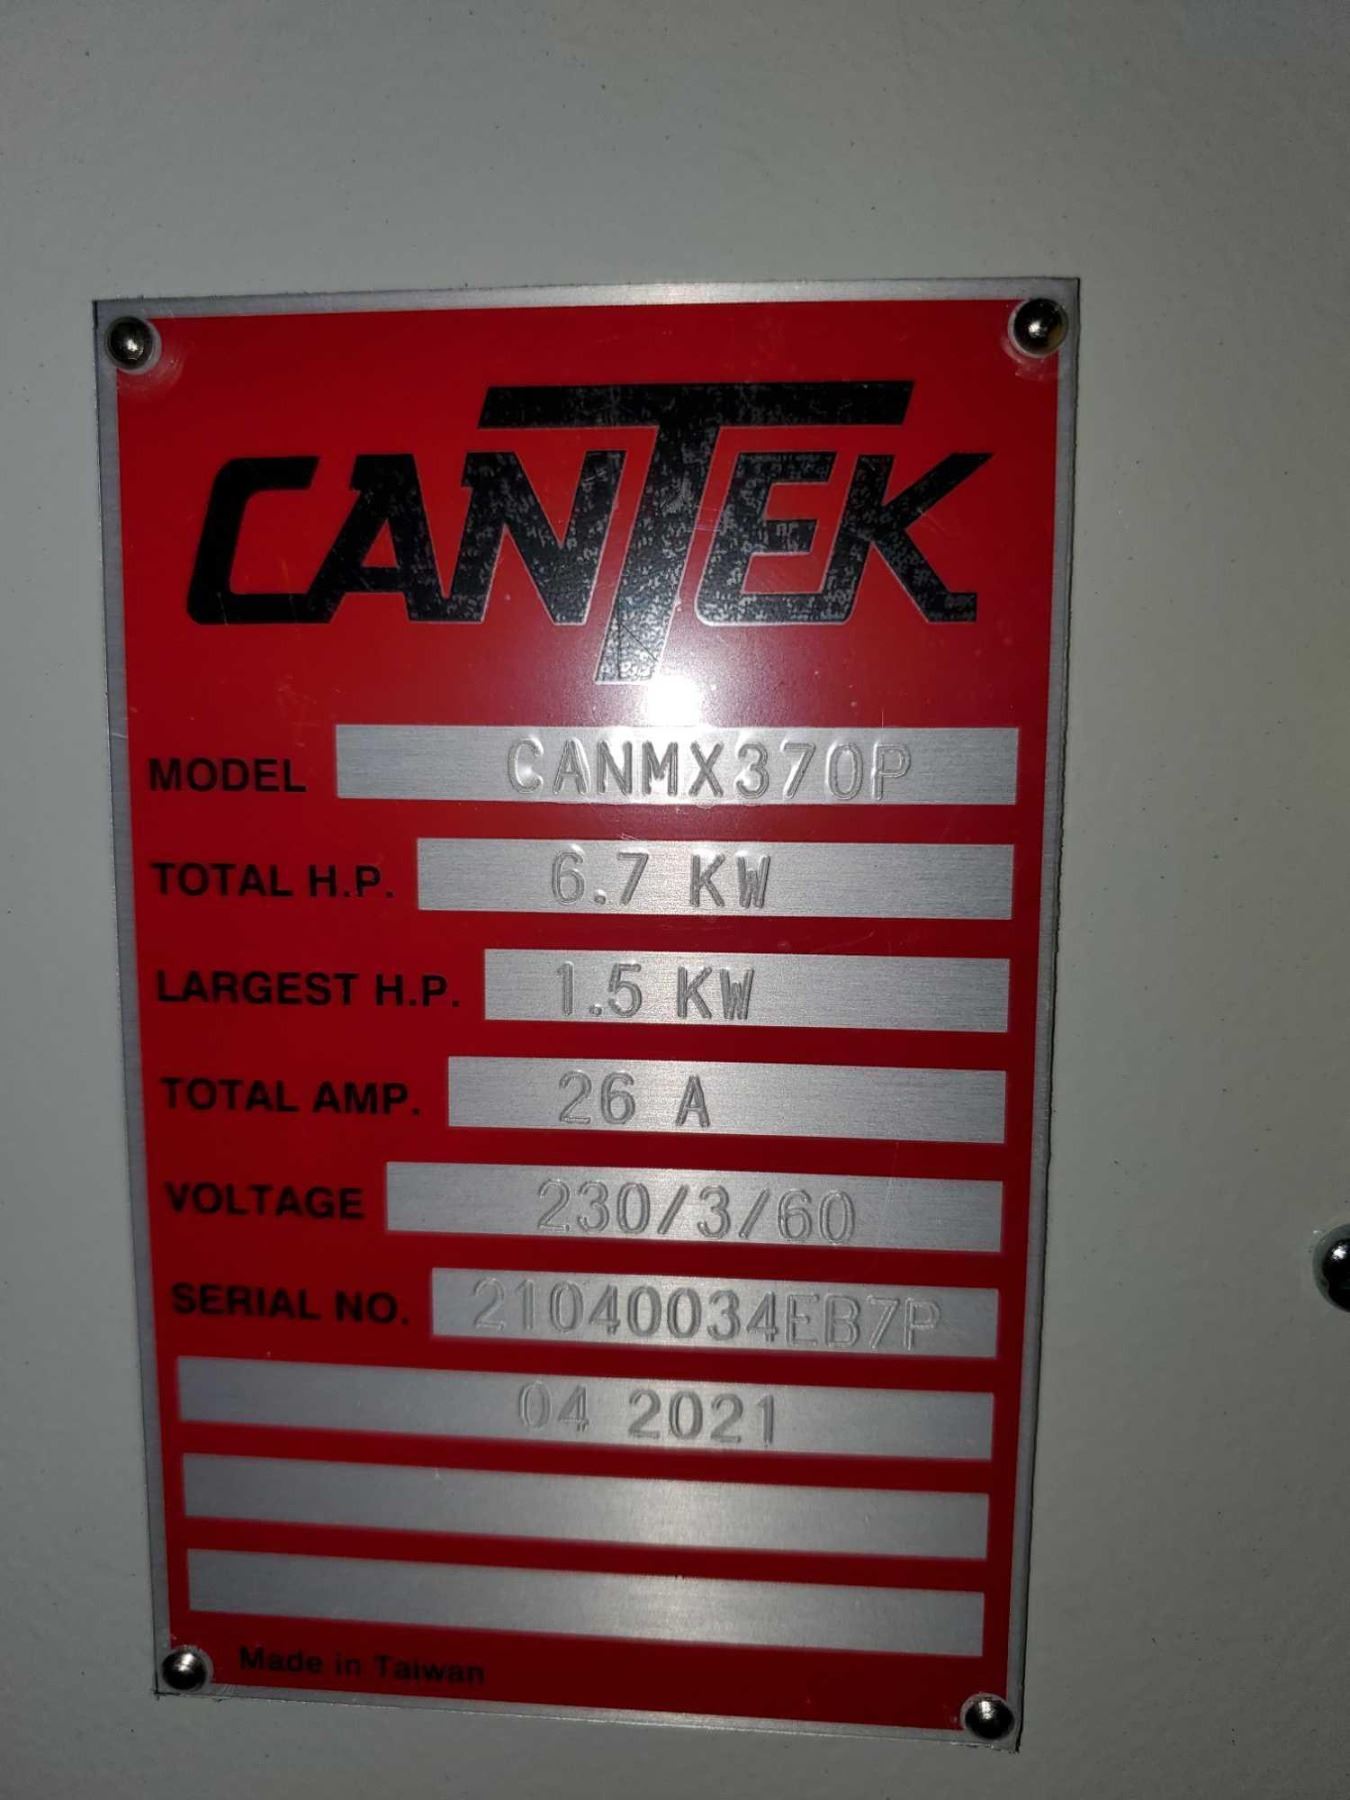 CANTEK
MODEL CANMX370P
TOTAL H.P. 6.7 KW
LARGEST H.P. 1.5 KW
TOTAL AMP. 26 A
VOLTAGE 230/3/60
SERIAL NO. 21040034EB7P
04 2021
Made in Taiwan